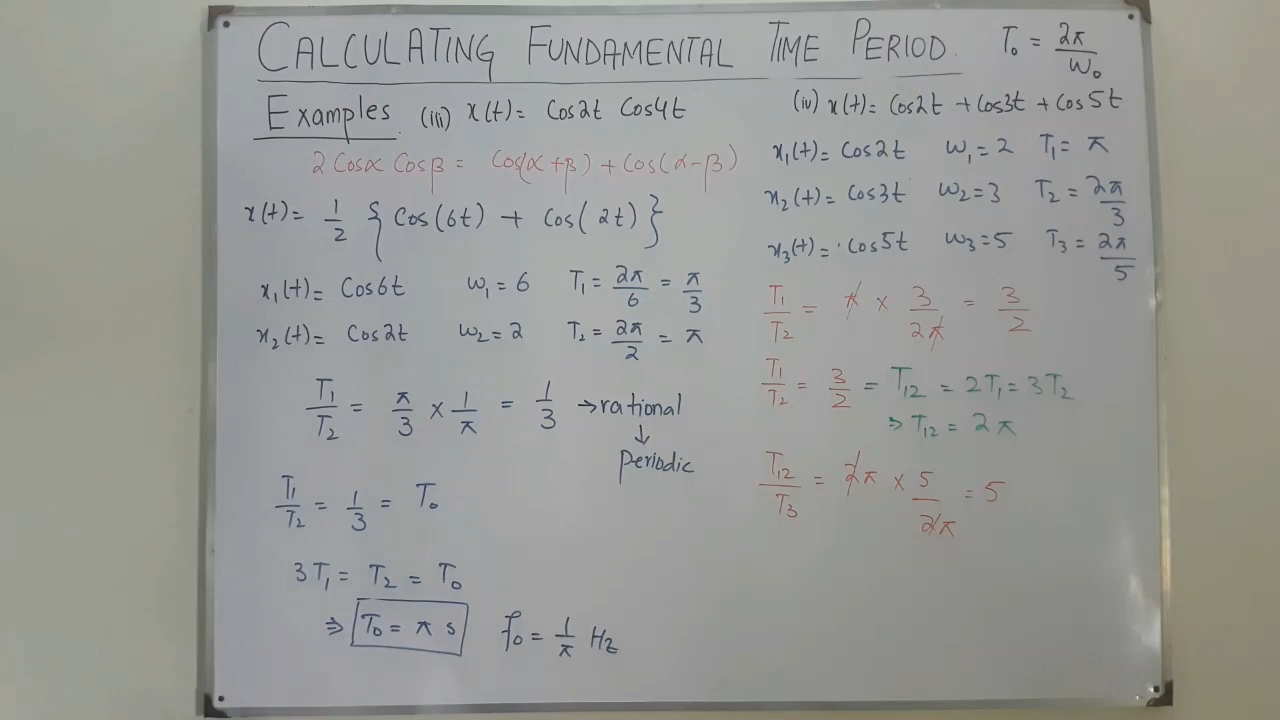 CALCULATING FUNDAMENTAL TIME PERIOD. T₀ = 2π/ω₀
Examples. (iii) x(t) = Cos2t Cos4t
2 Cosα Cosβ = Cos(α+β) + Cos(α-β)
x(t) = 1/2 { Cos(6t) + Cos(2t) }
x₁(t) = Cos6t ω₁ = 6 T₁ = 2π/6 = π/3
x₂(t) = Cos2t ω₂ = 2 T₂ = 2π/2 = π
T₁/T₂ = π/3 × 1/π = 1/3 → rational
↓
periodic
T₁/T₂ = 1/3 = T₀
3T₁ = T₂ = T₀
⇒ T₀ = π s f₀ = 1/π Hz
(iv) x(t) = Cos2t + Cos3t + Cos5t
x₁(t) = Cos2t ω₁ = 2 T₁ = π
x₂(t) = Cos3t ω₂ = 3 T₂ = 2π/3
x₃(t) = Cos5t ω₃ = 5 T₃ = 2π/5
T₁/T₂ = π × 3/2π = 3/2
T₁/T₂ = 3/2 = T₁₂ = 2T₁ = 3T₂
⇒ T₁₂ = 2π
T₁₂/T₃ = 2π × 5/2π = 5